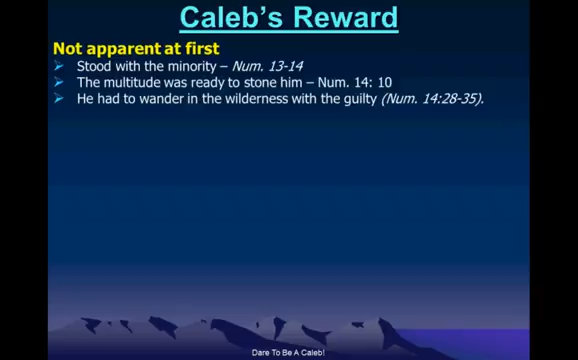 Caleb's Reward
Not apparent at first
➢ Stood with the minority – Num. 13-14
➢ The multitude was ready to stone him – Num. 14: 10
➢ He had to wander in the wilderness with the guilty (Num. 14:28-35).
Dare To Be A Caleb!